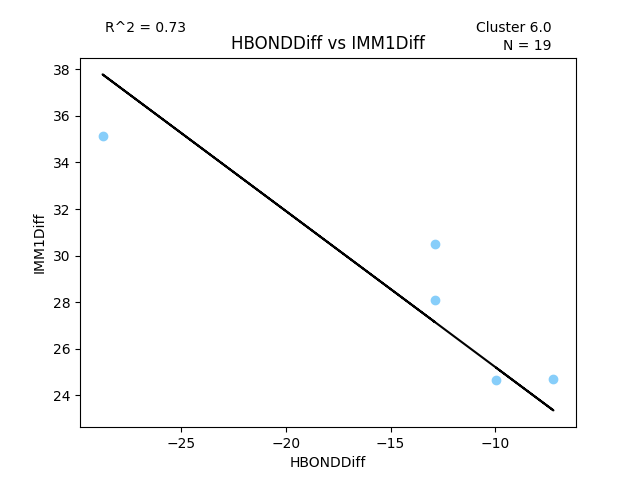 R^2 = 0.73
Cluster 6.0
N = 19
HBONDDiff vs IMM1Diff
38
36
34
32
30
28
26
24
IMM1Diff
−25
−20
−15
−10
HBONDDiff